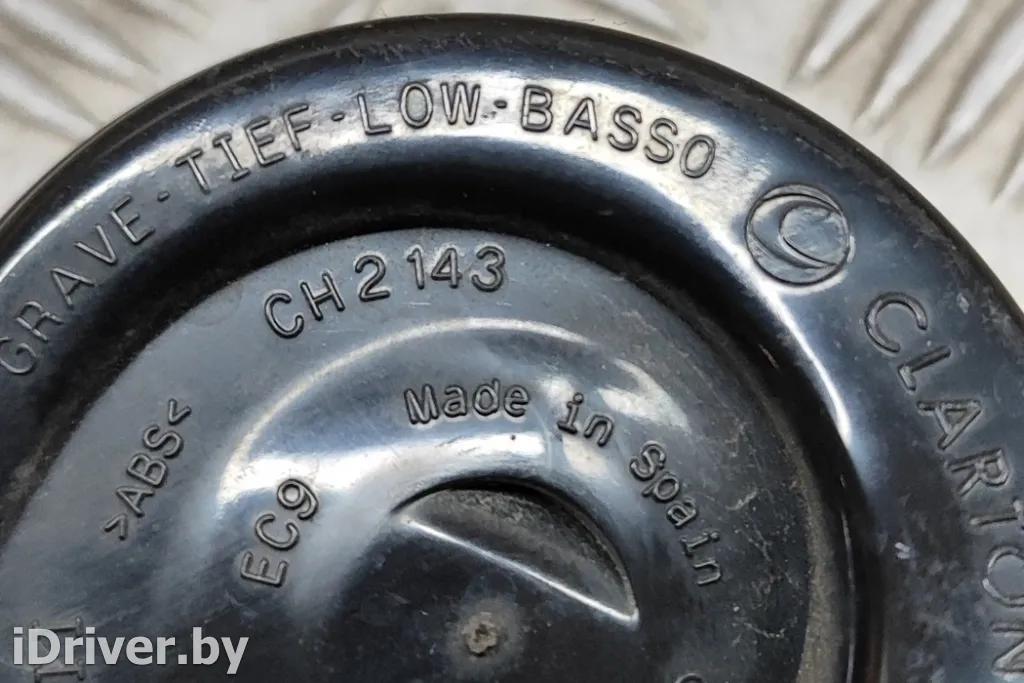 GRAVE-TIEF-LOW-BASSO
CLARTON
CH2143
Made in Spain
>ABS<
EC9
iDriver.by